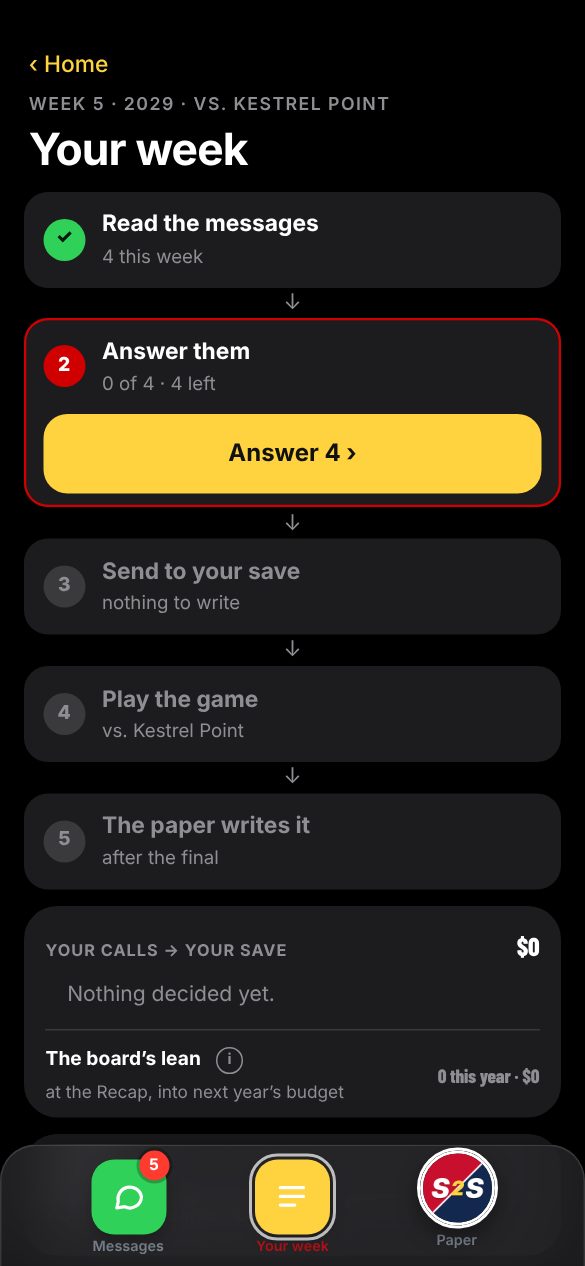 ‹ Home
WEEK 5 · 2029 · VS. KESTREL POINT
Your week
Read the messages
4 this week
↓
2
Answer them
0 of 4 · 4 left
Answer 4 ›
↓
3
Send to your save
nothing to write
↓
4
Play the game
vs. Kestrel Point
↓
5
The paper writes it
after the final
YOUR CALLS → YOUR SAVE
$0
Nothing decided yet.
The board’s lean i
at the Recap, into next year’s budget
0 this year · $0
5
S2S
Messages
Your week
Paper